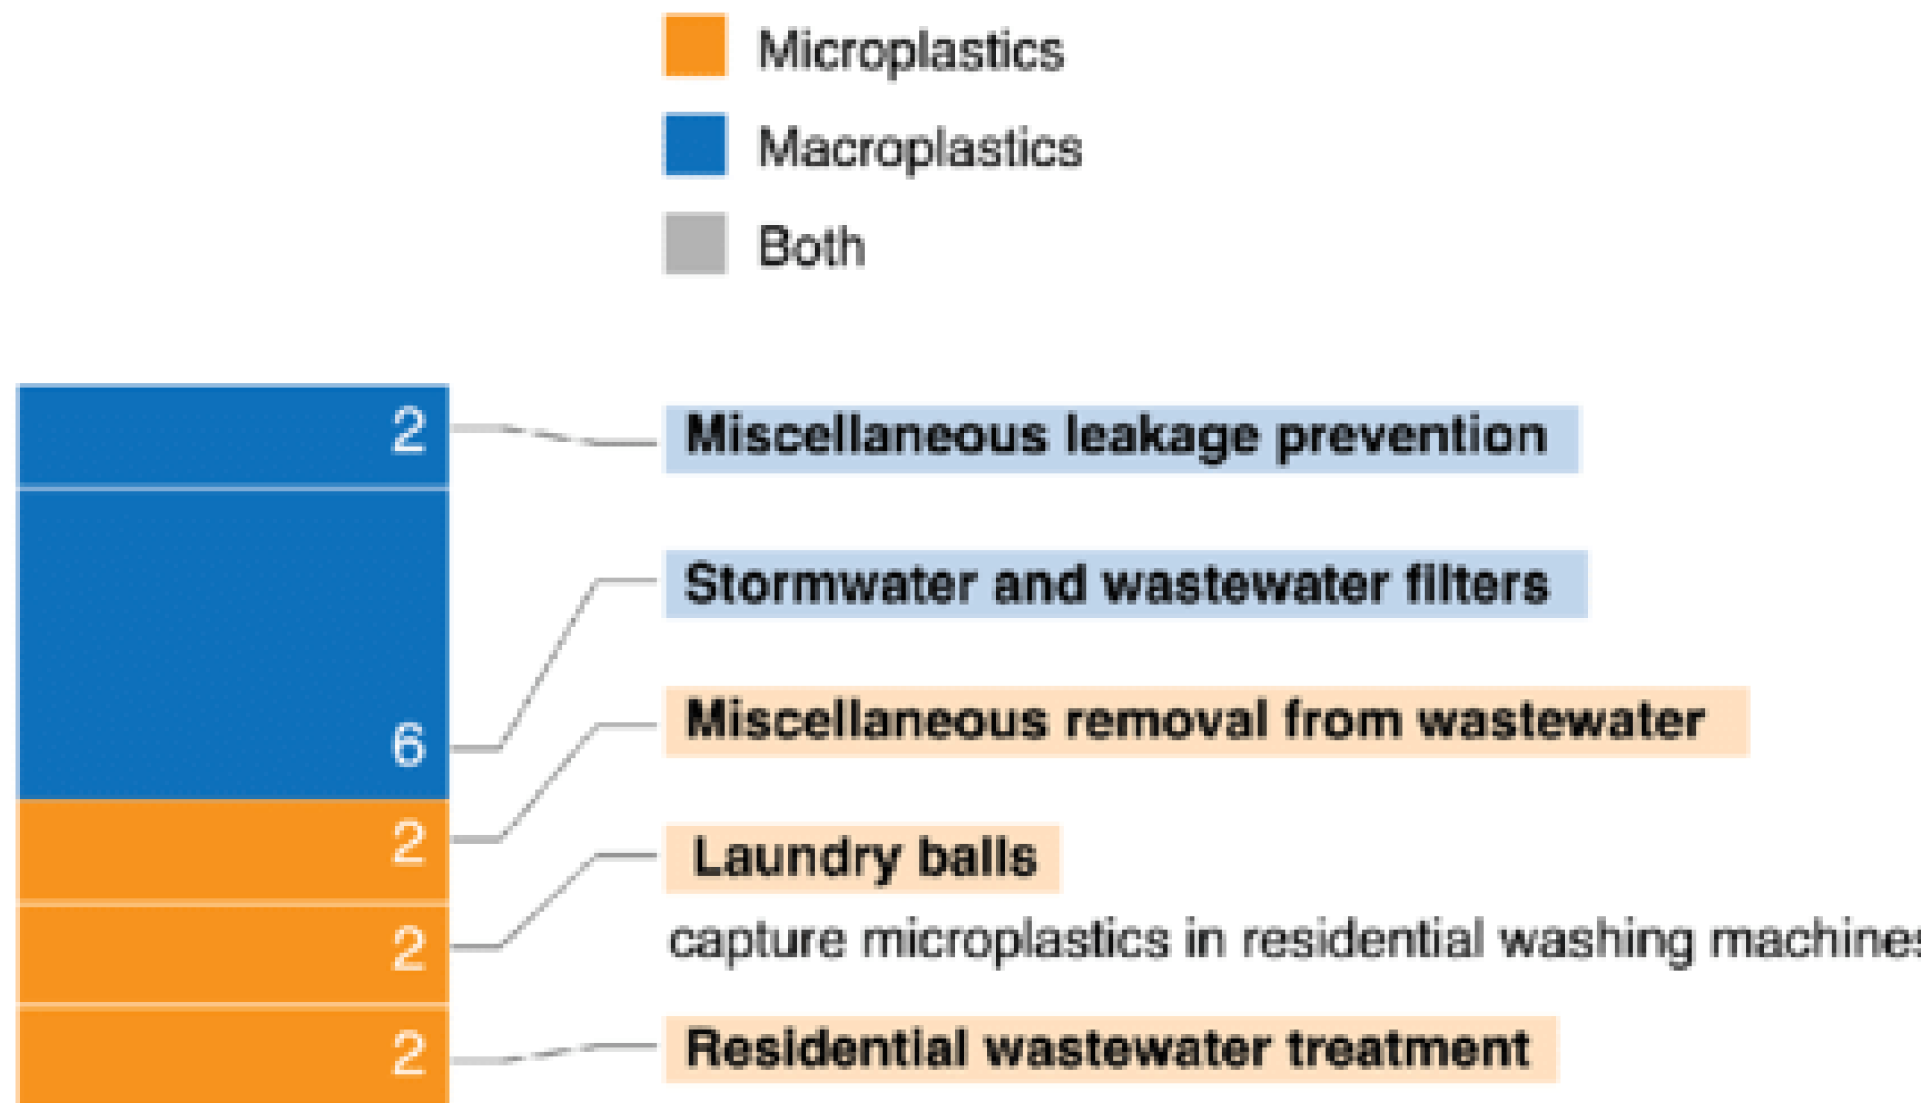 Microplastics
Macroplastics
Both
2 Miscellaneous leakage prevention
6 Stormwater and wastewater filters
2 Miscellaneous removal from wastewater
2 Laundry balls
capture microplastics in residential washing machines
2 Residential wastewater treatment